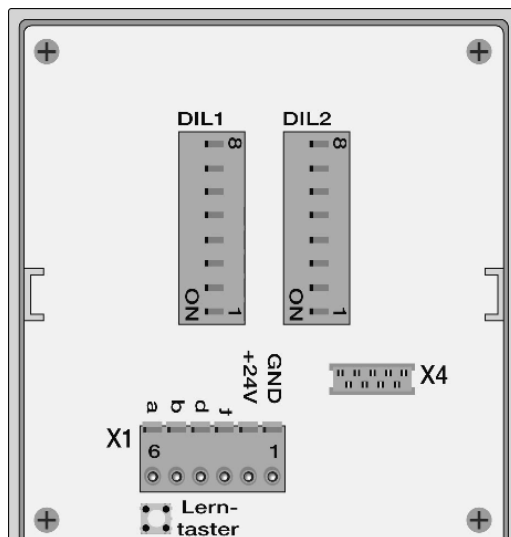 DIL1 DIL2
8 8
ON 1 ON 1
a b d t +24V GND
X4
X1
6 1
Lern-
taster